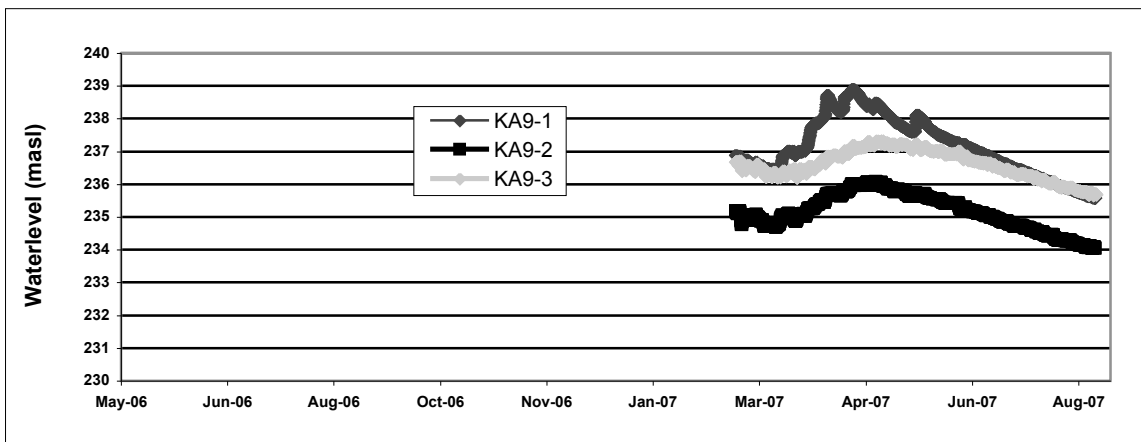 240
239
238
237
236
235
234
233
232
231
230
Waterlevel (masl)
KA9-1
KA9-2
KA9-3
May-06 Jun-06 Aug-06 Oct-06 Nov-06 Jan-07 Mar-07 Apr-07 Jun-07 Aug-07